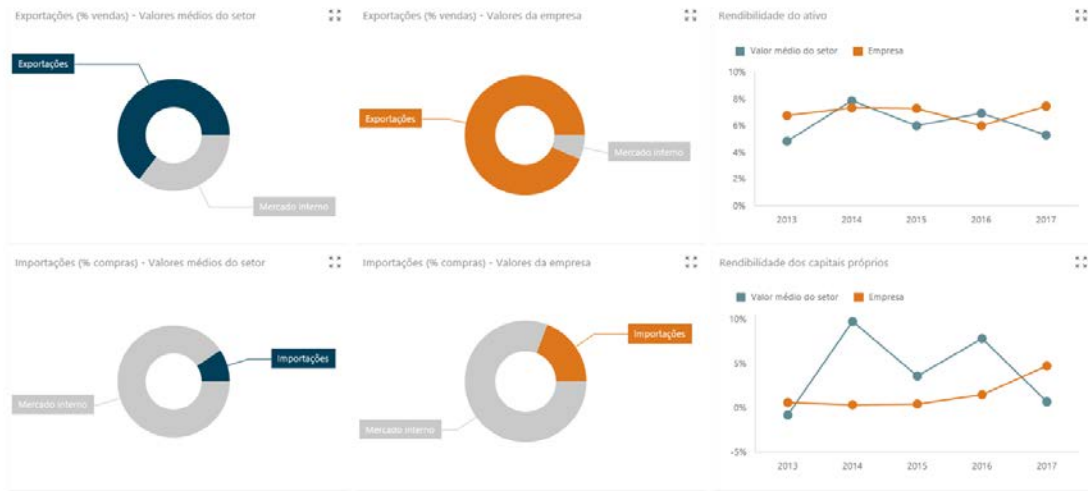 Exportações (% vendas) - Valores médios do setor
Exportações
Mercado interno
Exportações (% vendas) - Valores da empresa
Exportações
Mercado interno
Rendibilidade do ativo
Valor médio do setor Empresa
10%
8%
6%
4%
2%
0%
2013 2014 2015 2016 2017
Importações (% compras) - Valores médios do setor
Importações
Mercado interno
Importações (% compras) - Valores da empresa
Importações
Mercado interno
Rendibilidade dos capitais próprios
Valor médio do setor Empresa
10%
5%
0%
-5%
2013 2014 2015 2016 2017